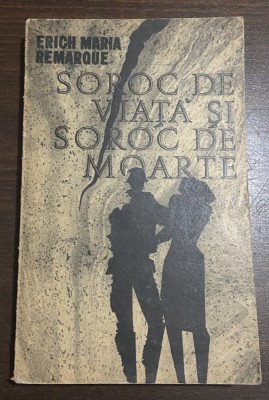 ERICH MARIA
REMARQUE
SOROC DE
VIAȚĂ ȘI
SOROC DE
MOARTE